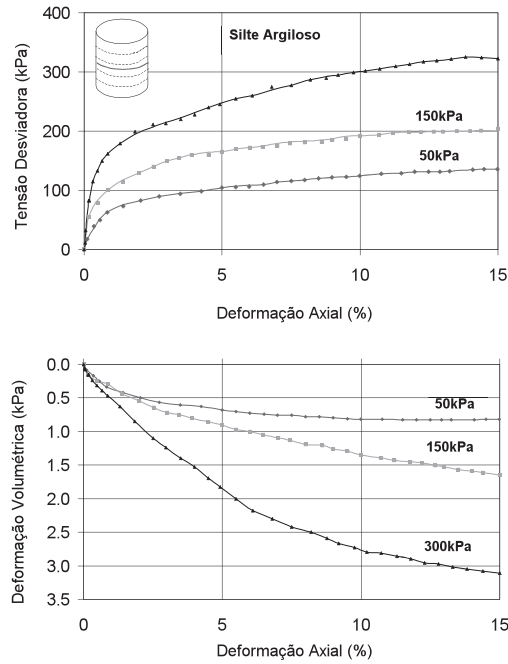 Tensão Desviadora (kPa)
400
300
200
100
0
Silte Argiloso
150kPa
50kPa
0
5
10
15
Deformação Axial (%)
Deformação Volumétrica (kPa)
0.0
0.5
1.0
1.5
2.0
2.5
3.0
3.5
50kPa
150kPa
300kPa
0
5
10
15
Deformação Axial (%)